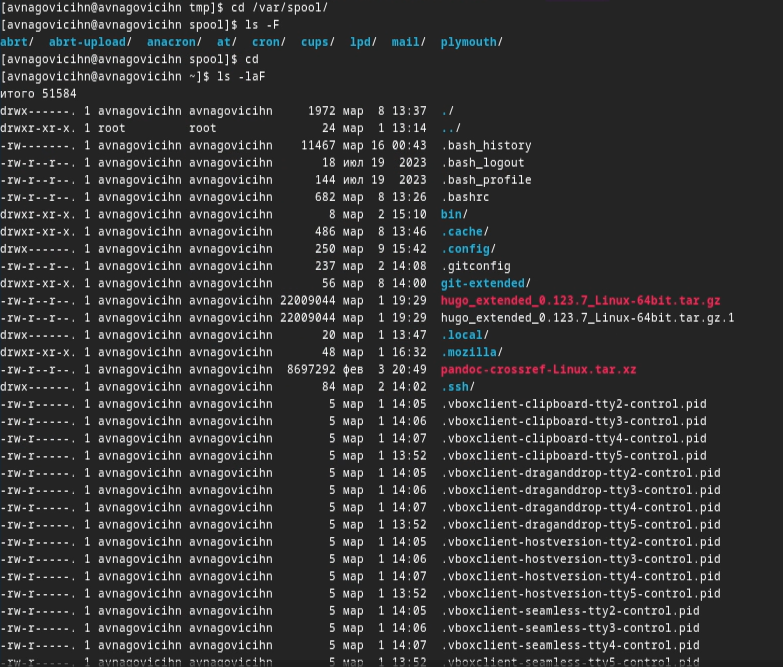 [avnagovicihn@avnagovicihn tmp]$ cd /var/spool/
[avnagovicihn@avnagovicihn spool]$ ls -F
abrt/  abrt-upload/  anacron/  at/  cron/  cups/  lpd/  mail/  plymouth/
[avnagovicihn@avnagovicihn spool]$ cd
[avnagovicihn@avnagovicihn ~]$ ls -laF
итого 51584
drwx------. 1 avnagovicihn avnagovicihn     1972 мар  8 13:37  ./
drwxr-xr-x. 1 root         root               24 мар  1 13:14  ../
-rw-------. 1 avnagovicihn avnagovicihn    11467 мар 16 00:43  .bash_history
-rw-r--r--. 1 avnagovicihn avnagovicihn       18 июл 19  2023  .bash_logout
-rw-r--r--. 1 avnagovicihn avnagovicihn      144 июл 19  2023  .bash_profile
-rw-r--r--. 1 avnagovicihn avnagovicihn      682 мар  8 13:26  .bashrc
drwxr-xr-x. 1 avnagovicihn avnagovicihn        8 мар  2 15:10  bin/
drwxr-xr-x. 1 avnagovicihn avnagovicihn      486 мар  8 13:46  .cache/
drwx------. 1 avnagovicihn avnagovicihn      250 мар  9 15:42  .config/
-rw-r--r--. 1 avnagovicihn avnagovicihn      237 мар  2 14:08  .gitconfig
drwxr-xr-x. 1 avnagovicihn avnagovicihn       56 мар  8 14:00  git-extended/
-rw-r--r--. 1 avnagovicihn avnagovicihn 22009044 мар  1 19:29  hugo_extended_0.123.7_Linux-64bit.tar.gz
-rw-r--r--. 1 avnagovicihn avnagovicihn 22009044 мар  1 19:29  hugo_extended_0.123.7_Linux-64bit.tar.gz.1
drwx------. 1 avnagovicihn avnagovicihn       20 мар  1 13:47  .local/
drwxr-xr-x. 1 avnagovicihn avnagovicihn       48 мар  1 16:32  .mozilla/
-rw-r--r--. 1 avnagovicihn avnagovicihn  8697292 фев  3 20:49  pandoc-crossref-Linux.tar.xz
drwx------. 1 avnagovicihn avnagovicihn       84 мар  2 14:02  .ssh/
-rw-r-----. 1 avnagovicihn avnagovicihn        5 мар  1 14:05  .vboxclient-clipboard-tty2-control.pid
-rw-r-----. 1 avnagovicihn avnagovicihn        5 мар  1 14:06  .vboxclient-clipboard-tty3-control.pid
-rw-r-----. 1 avnagovicihn avnagovicihn        5 мар  1 14:07  .vboxclient-clipboard-tty4-control.pid
-rw-r-----. 1 avnagovicihn avnagovicihn        5 мар  1 13:52  .vboxclient-clipboard-tty5-control.pid
-rw-r-----. 1 avnagovicihn avnagovicihn        5 мар  1 14:05  .vboxclient-draganddrop-tty2-control.pid
-rw-r-----. 1 avnagovicihn avnagovicihn        5 мар  1 14:06  .vboxclient-draganddrop-tty3-control.pid
-rw-r-----. 1 avnagovicihn avnagovicihn        5 мар  1 14:07  .vboxclient-draganddrop-tty4-control.pid
-rw-r-----. 1 avnagovicihn avnagovicihn        5 мар  1 13:52  .vboxclient-draganddrop-tty5-control.pid
-rw-r-----. 1 avnagovicihn avnagovicihn        5 мар  1 14:05  .vboxclient-hostversion-tty2-control.pid
-rw-r-----. 1 avnagovicihn avnagovicihn        5 мар  1 14:06  .vboxclient-hostversion-tty3-control.pid
-rw-r-----. 1 avnagovicihn avnagovicihn        5 мар  1 14:07  .vboxclient-hostversion-tty4-control.pid
-rw-r-----. 1 avnagovicihn avnagovicihn        5 мар  1 13:52  .vboxclient-hostversion-tty5-control.pid
-rw-r-----. 1 avnagovicihn avnagovicihn        5 мар  1 14:05  .vboxclient-seamless-tty2-control.pid
-rw-r-----. 1 avnagovicihn avnagovicihn        5 мар  1 14:06  .vboxclient-seamless-tty3-control.pid
-rw-r-----. 1 avnagovicihn avnagovicihn        5 мар  1 14:07  .vboxclient-seamless-tty4-control.pid
-rw-r-----. 1 avnagovicihn avnagovicihn        5 мар  1 13:52  .vboxclient-seamless-tty5-control.pid